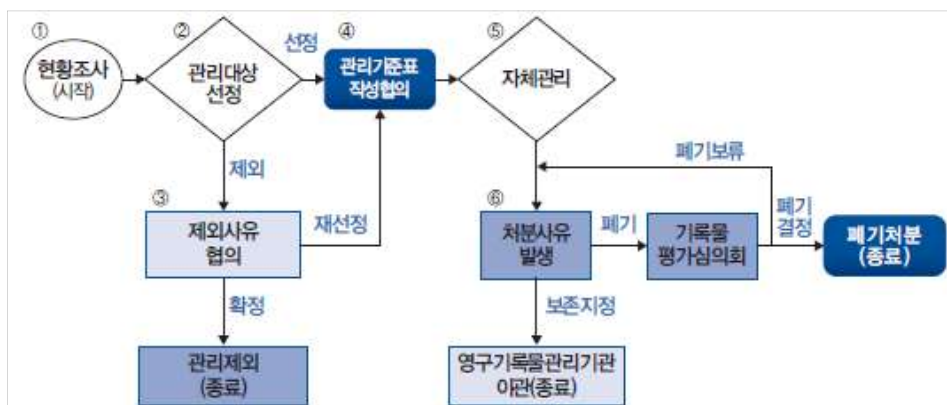 ①
현황조사
(시작)
②
관리대상
선정
선정
④
관리기준표
작성협의
⑤
자체관리
제외
③
제외사유
협의
재선정
확정
관리제외
(종료)
폐기보류
⑥
처분사유
발생
폐기
기록물
평가심의회
폐기
결정
폐기처분
(종료)
보존지정
영구기록물관리기관
이관(종료)